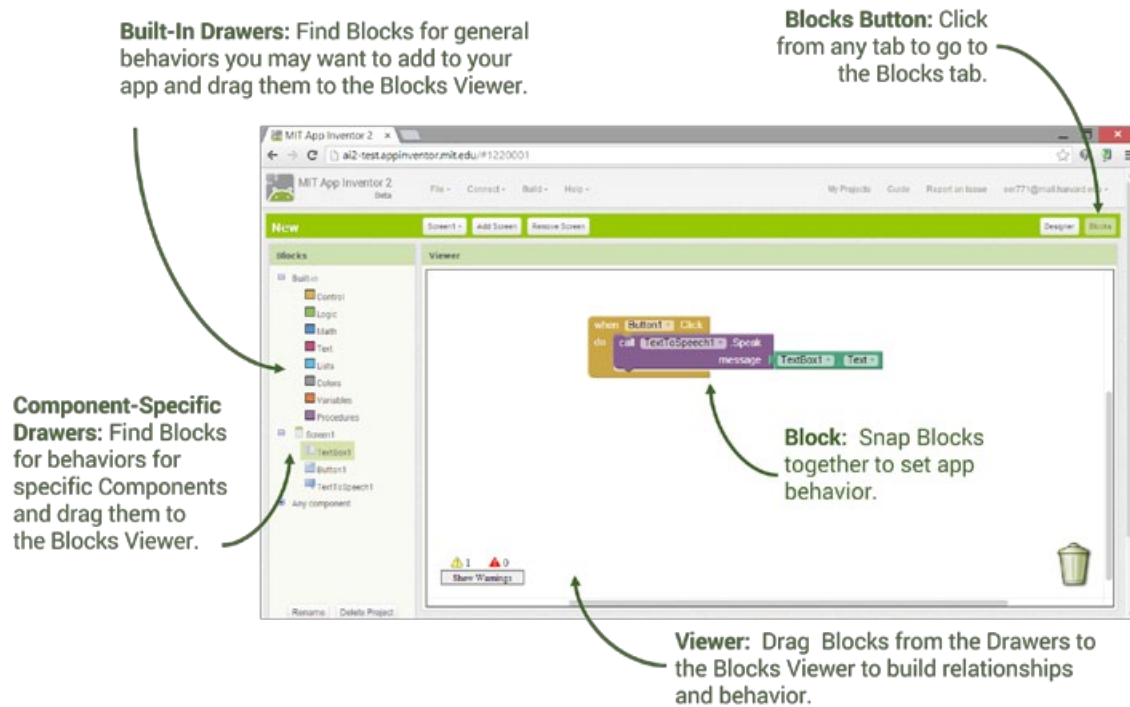 Built-In Drawers: Find Blocks for general
behaviors you may want to add to your
app and drag them to the Blocks Viewer.
Blocks Button: Click
from any tab to go to
the Blocks tab.
MIT App Inventor 2
ai2-test.appinventor.mit.edu/#1220001
MIT App Inventor 2
Beta
File Connect Build Help
My Projects Guide Report an Issue
New
Screen1 Add Screen Remove Screen
Designer Blocks
Blocks
Viewer
Built-in
Control
Logic
Math
Text
Lists
Colors
Variables
Procedures
Screen1
TextBox1
Button1
TextToSpeech1
Any component
when Button1 .Click
do call TextToSpeech1 .Speak
message TextBox1 . Text
1 0
Show Warnings
Rename Delete Project
Component-Specific
Drawers: Find Blocks
for behaviors for
specific Components
and drag them to
the Blocks Viewer.
Block: Snap Blocks
together to set app
behavior.
Viewer: Drag Blocks from the Drawers to
the Blocks Viewer to build relationships
and behavior.